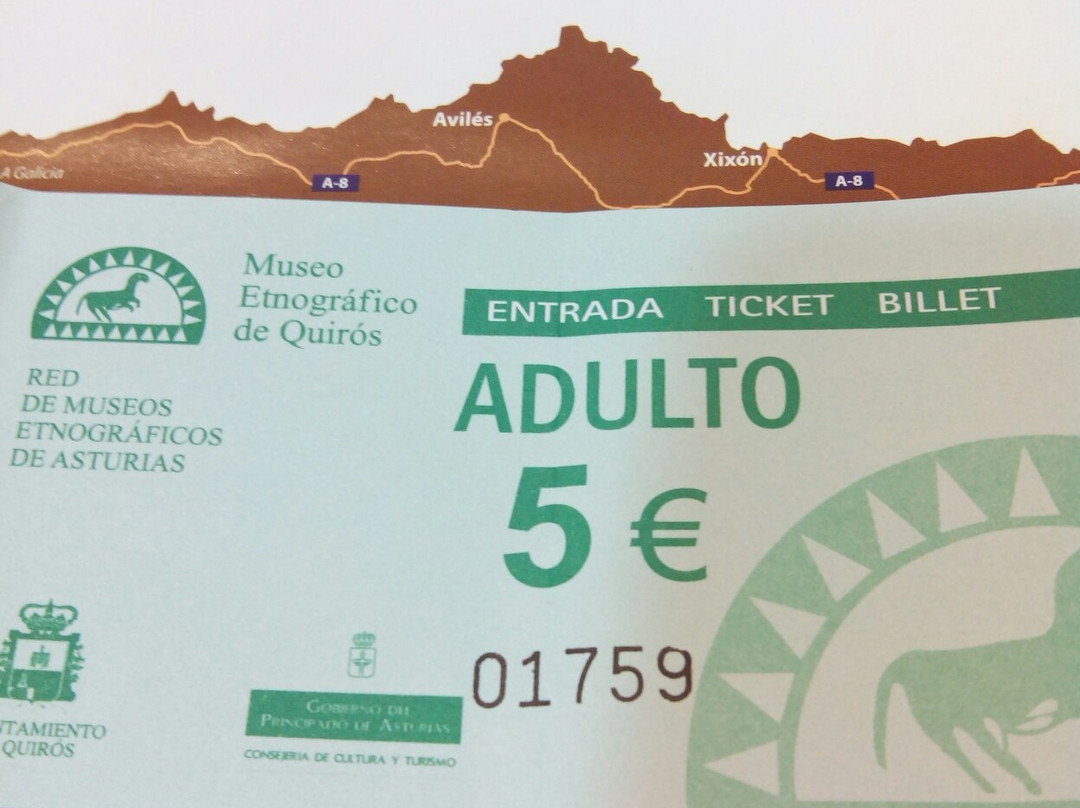 Avilés
Xixón
A Galicia
A-8
A-8
Museo
Etnográfico
de Quirós
ENTRADA TICKET BILLET
RED
DE MUSEOS
ETNOGRÁFICOS
DE ASTURIAS
ADULTO
5 €
01759
NTAMIENTO
QUIRÓS
GOBIERNO DEL
PRINCIPADO DE ASTURIAS
CONSEJERIA DE CULTURA Y TURISMO